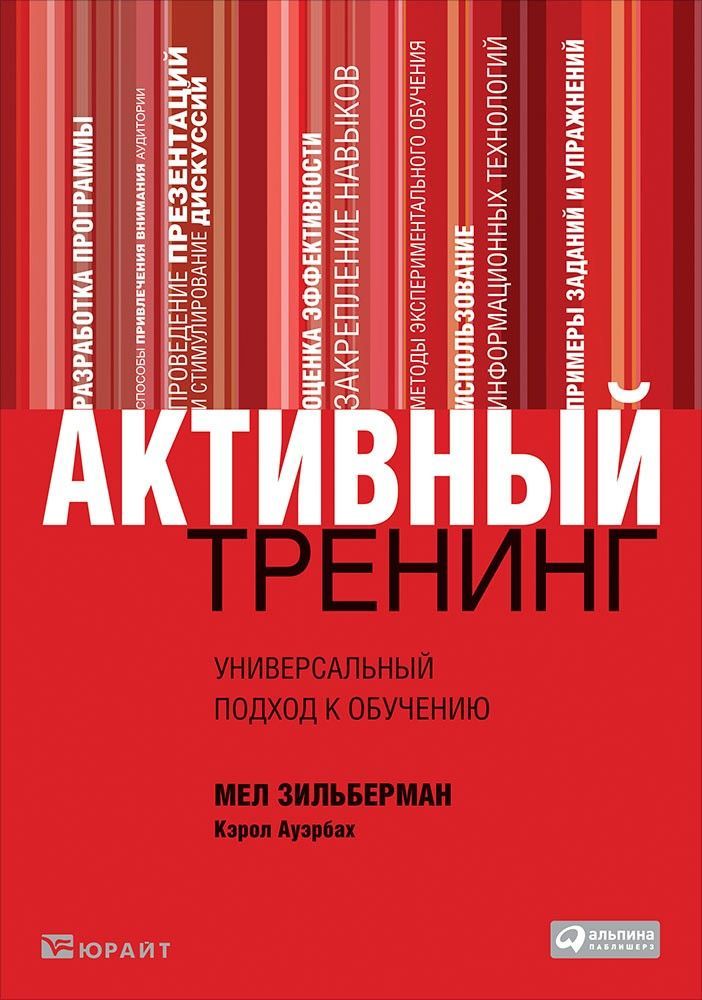 РАЗРАБОТКА ПРОГРАММЫ
СПОСОБЫ ПРИВЛЕЧЕНИЯ ВНИМАНИЯ АУДИТОРИИ
ПРОВЕДЕНИЕ ПРЕЗЕНТАЦИЙ
И СТИМУЛИРОВАНИЕ ДИСКУССИЙ
ОЦЕНКА ЭФФЕКТИВНОСТИ
ЗАКРЕПЛЕНИЕ НАВЫКОВ
МЕТОДЫ ЭКСПЕРИМЕНТАЛЬНОГО ОБУЧЕНИЯ
ИСПОЛЬЗОВАНИЕ
ИНФОРМАЦИОННЫХ ТЕХНОЛОГИЙ
ПРИМЕРЫ ЗАДАНИЙ И УПРАЖНЕНИЙ
АКТИВНЫЙ
ТРЕНИНГ
УНИВЕРСАЛЬНЫЙ
ПОДХОД К ОБУЧЕНИЮ
МЕЛ ЗИЛЬБЕРМАН
Кэрол Ауэрбах
ЮРАЙТ
альпина
ПАБЛИШЕРЗ